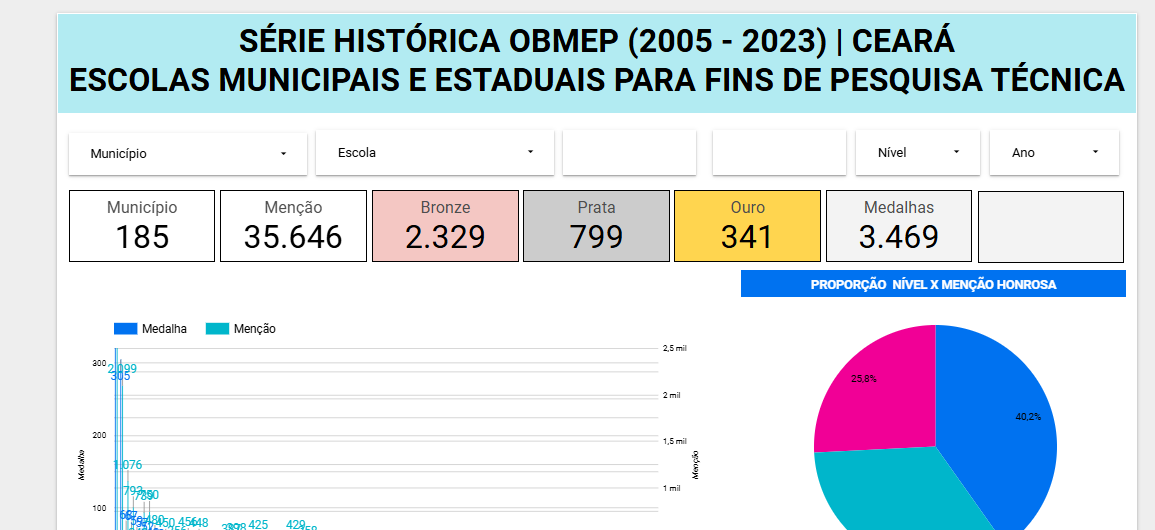 SÉRIE HISTÓRICA OBMEP (2005 - 2023) | CEARÁ
ESCOLAS MUNICIPAIS E ESTADUAIS PARA FINS DE PESQUISA TÉCNICA
Município Escola Nível Ano
Município Menção Bronze Prata Ouro Medalhas
185 35.646 2.329 799 341 3.469
PROPORÇÃO NÍVEL X MENÇÃO HONROSA
Medalha Menção
2,5 mil
300
2.099
305
25,8%
2 mil
40,2%
200
1,5 mil
1.076
Medalha
Menção
1 mil
100
480
450
448
425
429